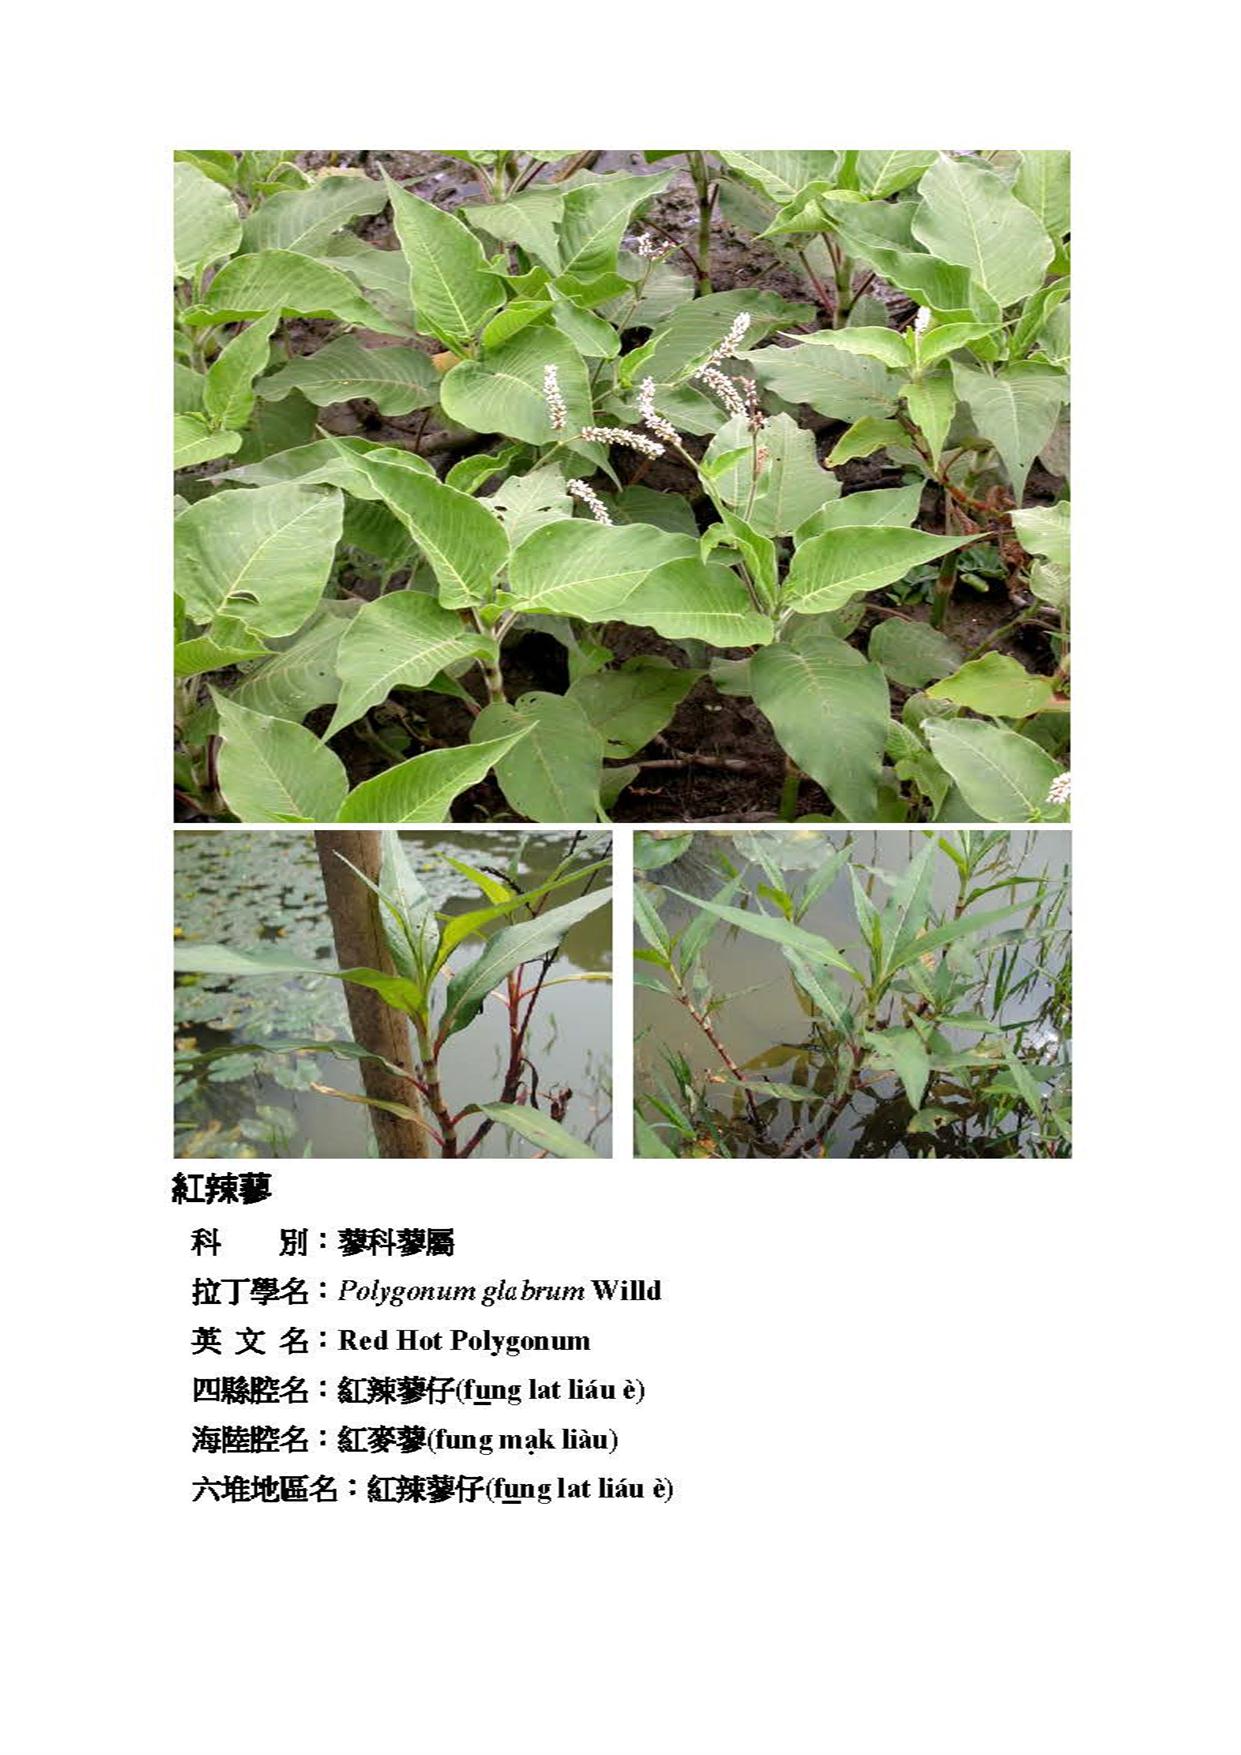 紅辣蓼
科　　別：蓼科蓼屬
拉丁學名：Polygonum glabrum Willd
英 文 名：Red Hot Polygonum
四縣腔名：紅辣蓼仔(fung lat liáu è)
海陸腔名：紅麥蓼(fung mạk liàu)
六堆地區名：紅辣蓼仔(fung lat liáu è)